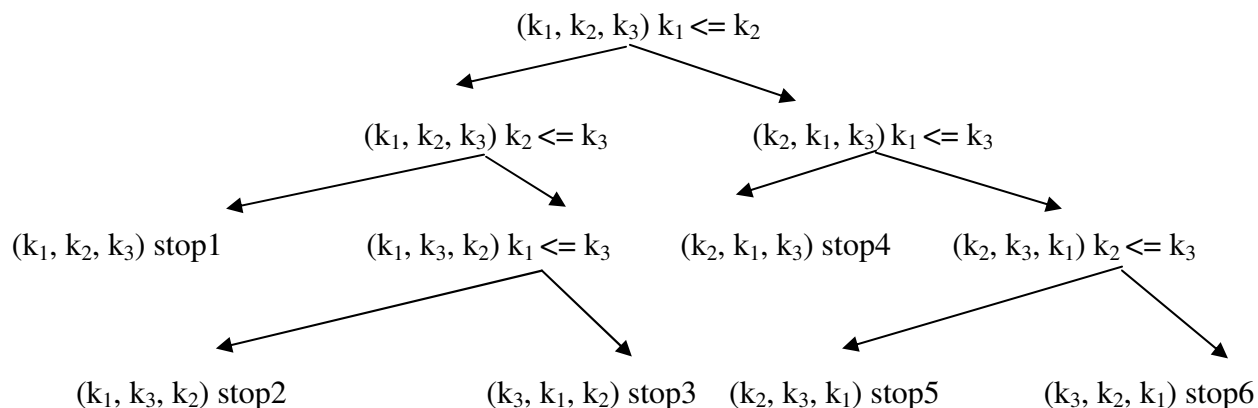 (k₁, k₂, k₃) k₁ <= k₂
(k₁, k₂, k₃) k₂ <= k₃ (k₂, k₁, k₃) k₁ <= k₃
(k₁, k₂, k₃) stop1 (k₁, k₃, k₂) k₁ <= k₃ (k₂, k₁, k₃) stop4 (k₂, k₃, k₁) k₂ <= k₃
(k₁, k₃, k₂) stop2 (k₃, k₁, k₂) stop3 (k₂, k₃, k₁) stop5 (k₃, k₂, k₁) stop6